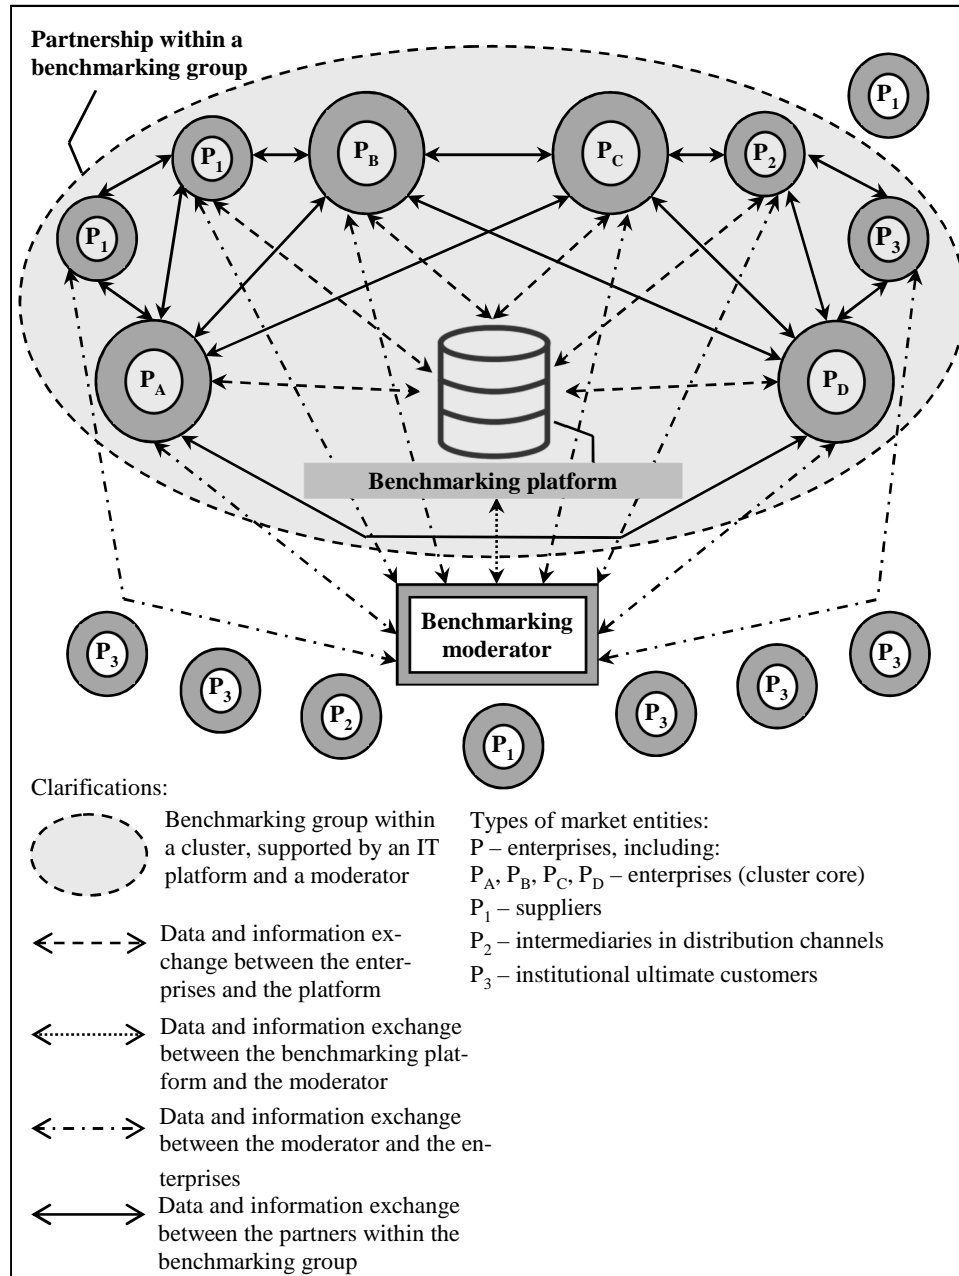 Partnership within a
benchmarking group
P1
P1
PB
PC
P2
P1
P3
PA
PD
Benchmarking platform
Benchmarking
moderator
P3
P3
P2
P1
P3
P3
P3
Clarifications:
Benchmarking group within
a cluster, supported by an IT
platform and a moderator
Data and information ex-
change between the enter-
prises and the platform
Data and information exchange
between the benchmarking plat-
form and the moderator
Data and information exchange
between the moderator and the en-
terprises
Data and information exchange
between the partners within the
benchmarking group
Types of market entities:
P – enterprises, including:
PA, PB, PC, PD – enterprises (cluster core)
P1 – suppliers
P2 – intermediaries in distribution channels
P3 – institutional ultimate customers